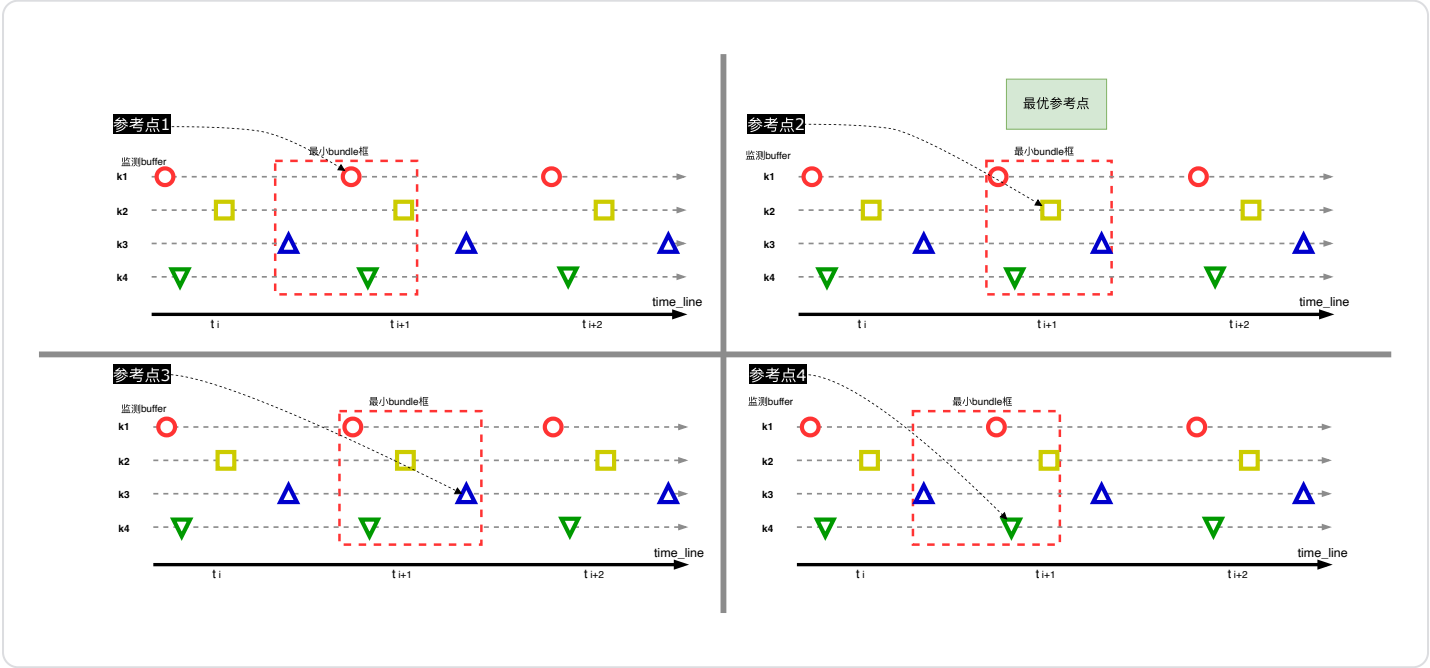 参考点1
最小bundle框
监测buffer
k1
k2
k3
k4
time_line
t i
t i+1
t i+2
最优参考点
参考点2
最小bundle框
监测buffer
k1
k2
k3
k4
time_line
t i
t i+1
t i+2
参考点3
最小bundle框
监测buffer
k1
k2
k3
k4
time_line
t i
t i+1
t i+2
参考点4
最小bundle框
监测buffer
k1
k2
k3
k4
time_line
t i
t i+1
t i+2